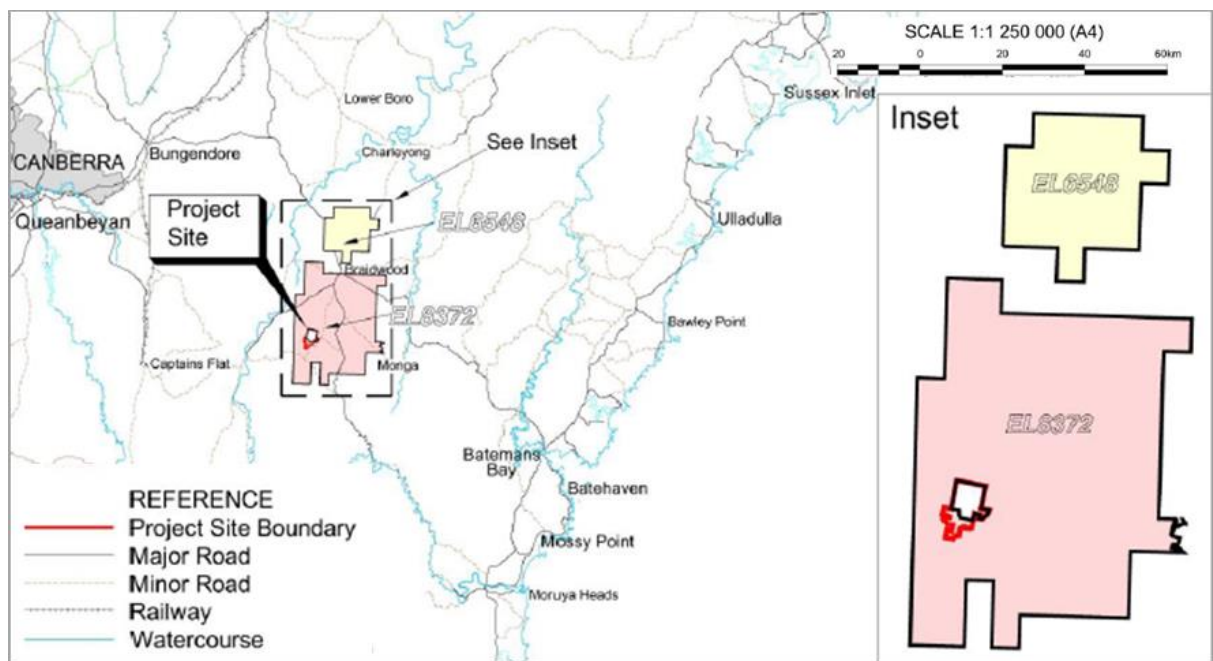 SCALE 1:1 250 000 (A4)
20
0
20
40
60km
Sussex Inlet
Lower Boro
See Inset
Inset
CANBERRA
Bungendore
Charleyong
EL6548
Queanbeyan
Project
Site
Ulladulla
EL6548
Braidwood
EL8372
Bawley Point
Captains Flat
Monga
EL8372
Batemans
Bay
Batehaven
REFERENCE
Project Site Boundary
Major Road
Mossy Point
Minor Road
Moruya Heads
Railway
Watercourse